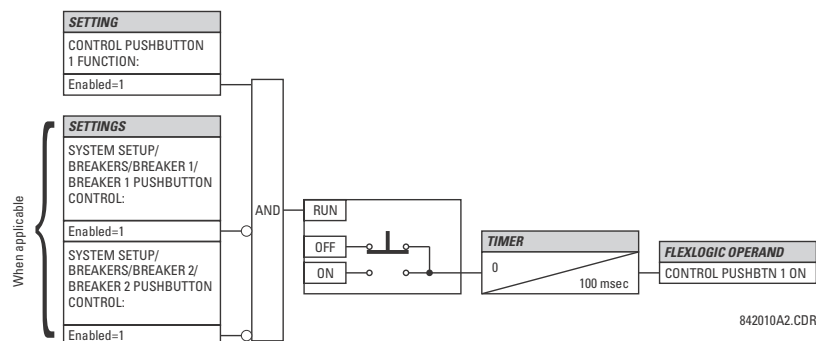 SETTING
CONTROL PUSHBUTTON
1 FUNCTION:
Enabled=1
When applicable
SETTINGS
SYSTEM SETUP/
BREAKERS/BREAKER 1/
BREAKER 1 PUSHBUTTON
CONTROL:
Enabled=1
SYSTEM SETUP/
BREAKERS/BREAKER 2/
BREAKER 2 PUSHBUTTON
CONTROL:
Enabled=1
AND
RUN
OFF
ON
TIMER
0
100 msec
FLEXLOGIC OPERAND
CONTROL PUSHBTN 1 ON
842010A2.CDR